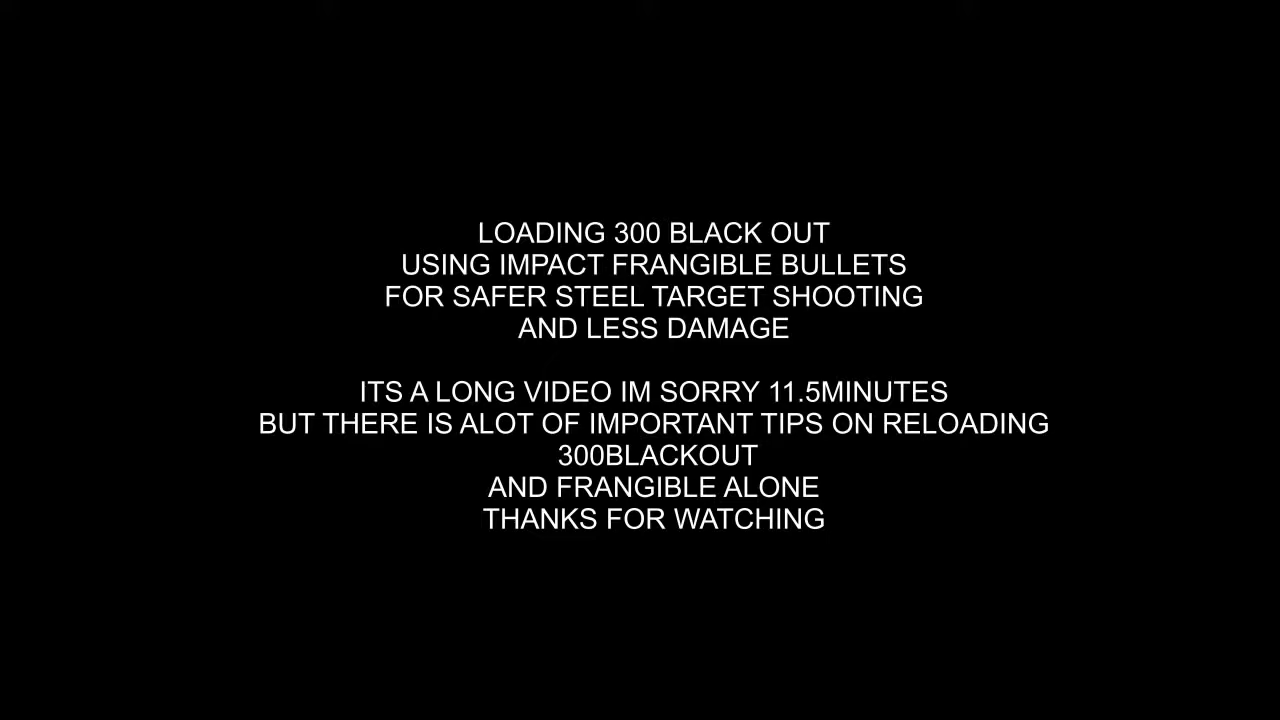 LOADING 300 BLACK OUT
USING IMPACT FRANGIBLE BULLETS
FOR SAFER STEEL TARGET SHOOTING
AND LESS DAMAGE
ITS A LONG VIDEO IM SORRY 11.5MINUTES
BUT THERE IS ALOT OF IMPORTANT TIPS ON RELOADING
300BLACKOUT
AND FRANGIBLE ALONE
THANKS FOR WATCHING